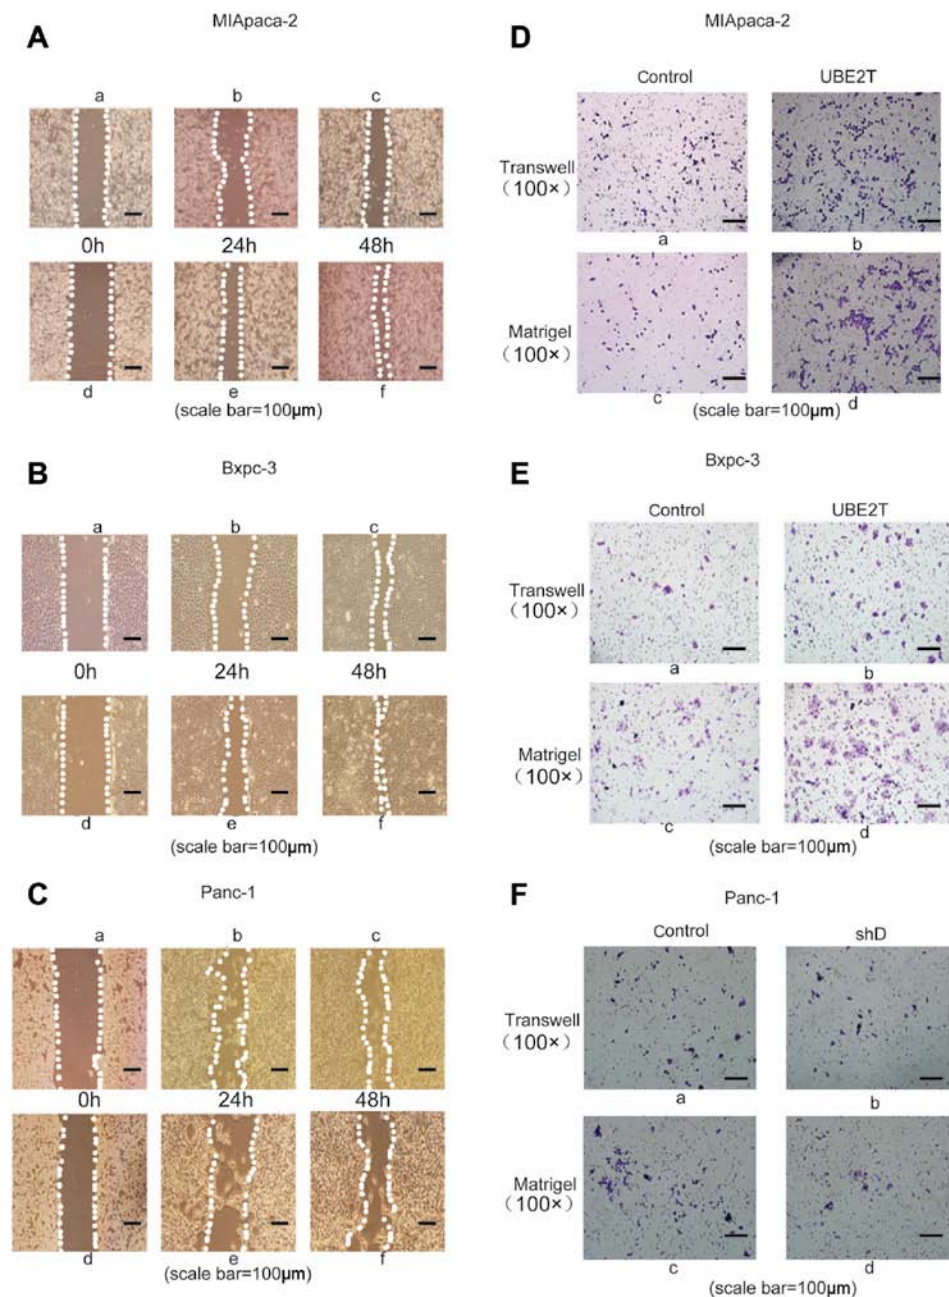 A
MIApaca-2
a b c
0h 24h 48h
d e f
(scale bar=100μm)
B
Bxpc-3
a b c
0h 24h 48h
d e f
(scale bar=100μm)
C
Panc-1
a b c
0h 24h 48h
d e f
(scale bar=100μm)
D
MIApaca-2
Control UBE2T
Transwell
(100×)
a b
Matrigel
(100×)
c d
(scale bar=100μm)
E
Bxpc-3
Control UBE2T
Transwell
(100×)
a b
Matrigel
(100×)
c d
(scale bar=100μm)
F
Panc-1
Control shD
Transwell
(100×)
a b
Matrigel
(100×)
c d
(scale bar=100μm)